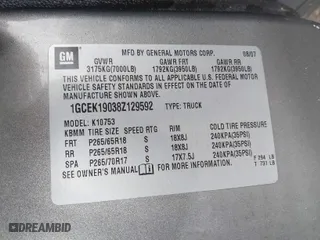 GM
MFD BY GENERAL MOTORS CORP. 08/07
GVWR GAWR FRT GAWR RR
3175KG(7000LB) 1792KG(3950LB) 1792KG(3950LB)
THIS VEHICLE CONFORMS TO ALL APPLICABLE U.S. FEDERAL
MOTOR VEHICLE SAFETY STANDARDS IN EFFECT ON THE DATE OF
MANUFACTURE SHOWN ABOVE.
1GCEK19038Z129592 TYPE: TRUCK
MODEL: K10753
TIRE SIZE SPEED RTG RIM COLD TIRE PRESSURE
FRT P265/65R18 S 18X8J 240KPA(35PSI)
RR P265/65R18 S 18X8J 240KPA(35PSI)
SPA P265/70R17 S 17X7.5J 240KPA(35PSI)
SEE OWNER'S MANUAL FOR MORE INFORMATION.
DREAMBID